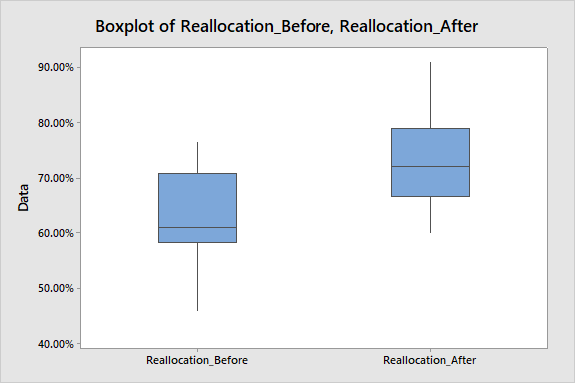 Boxplot of Reallocation_Before, Reallocation_After
90.00%
80.00%
70.00%
60.00%
50.00%
40.00%
Data
Reallocation_Before
Reallocation_After